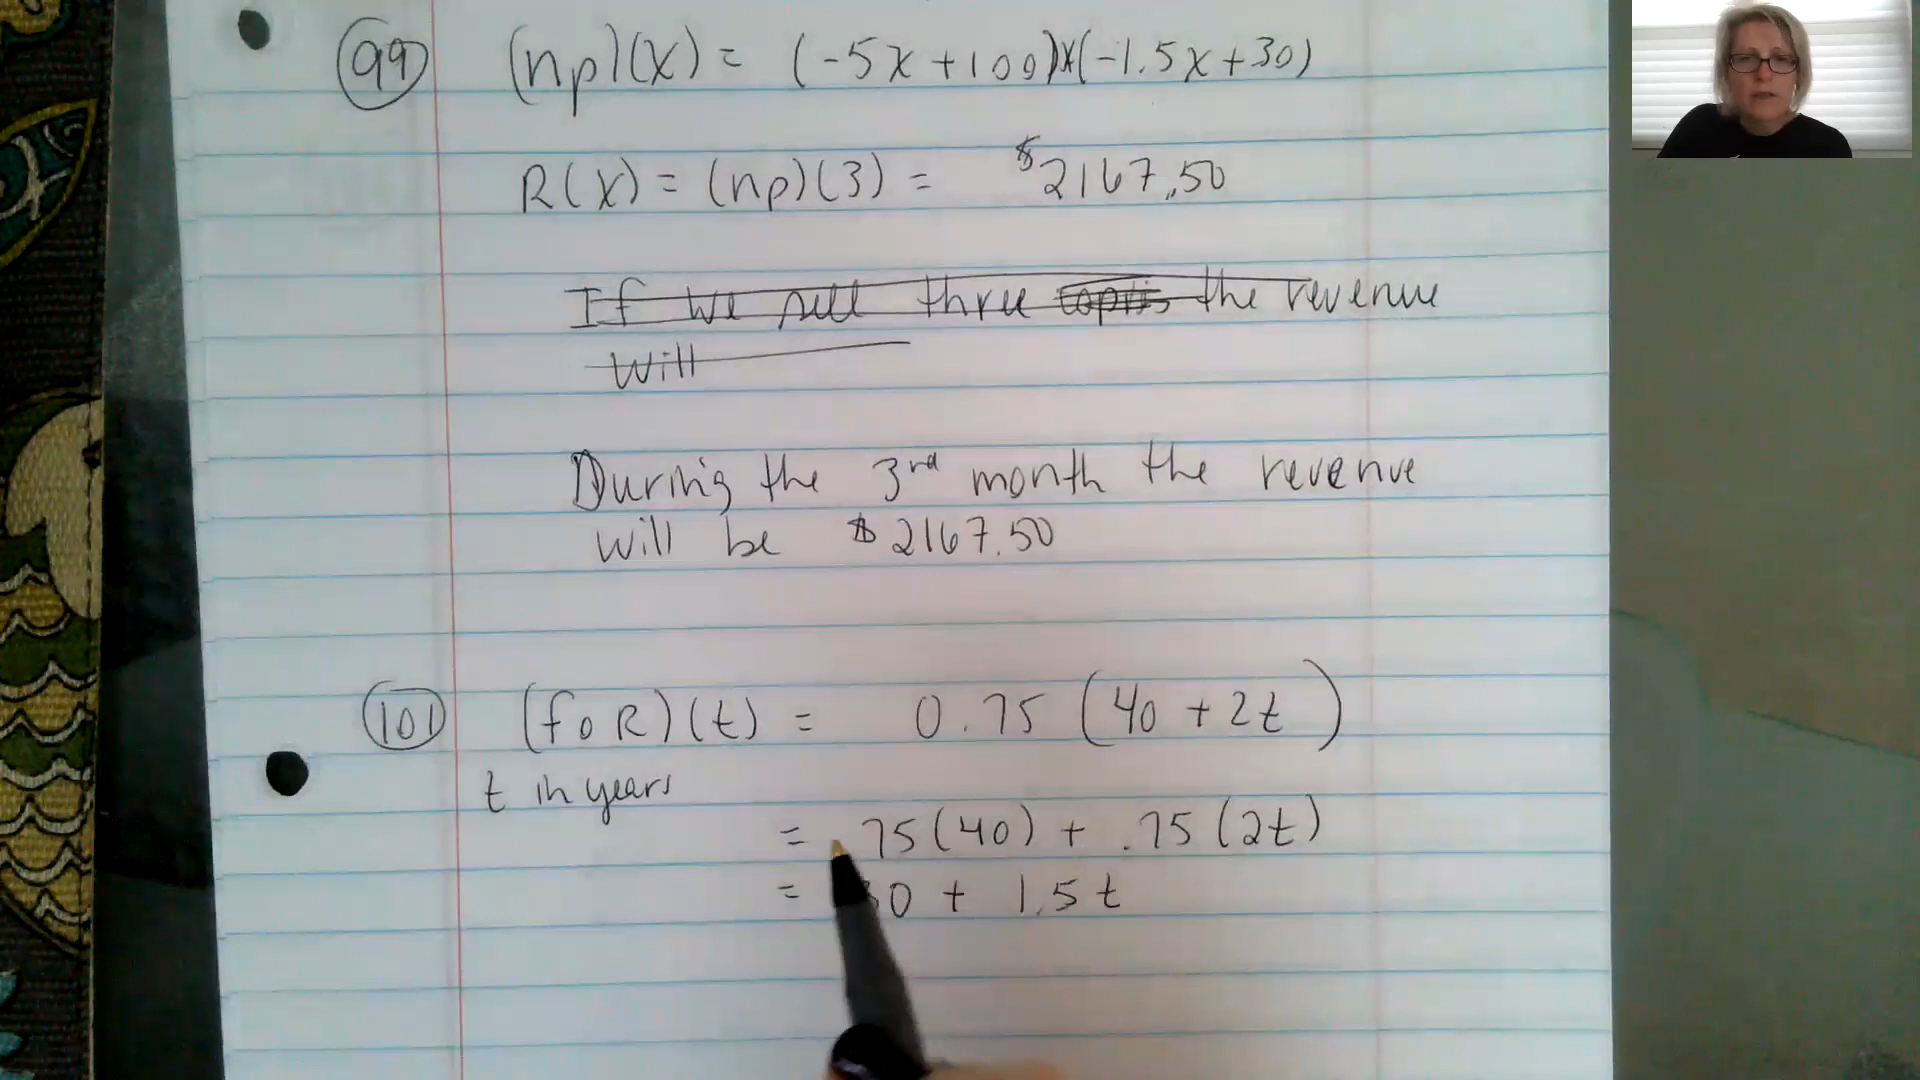 99 (np)(x) = (-5x+100)x(-1.5x+30)
R(x) = (np)(3) = $2167.50
If we sell three the revenue
will
During the 3rd month the revenue
will be $2167.50
101 (f o R)(t) = 0.75 (40 + 2t)
t in years
= .75(40) + .75(2t)
= 30 + 1.5t